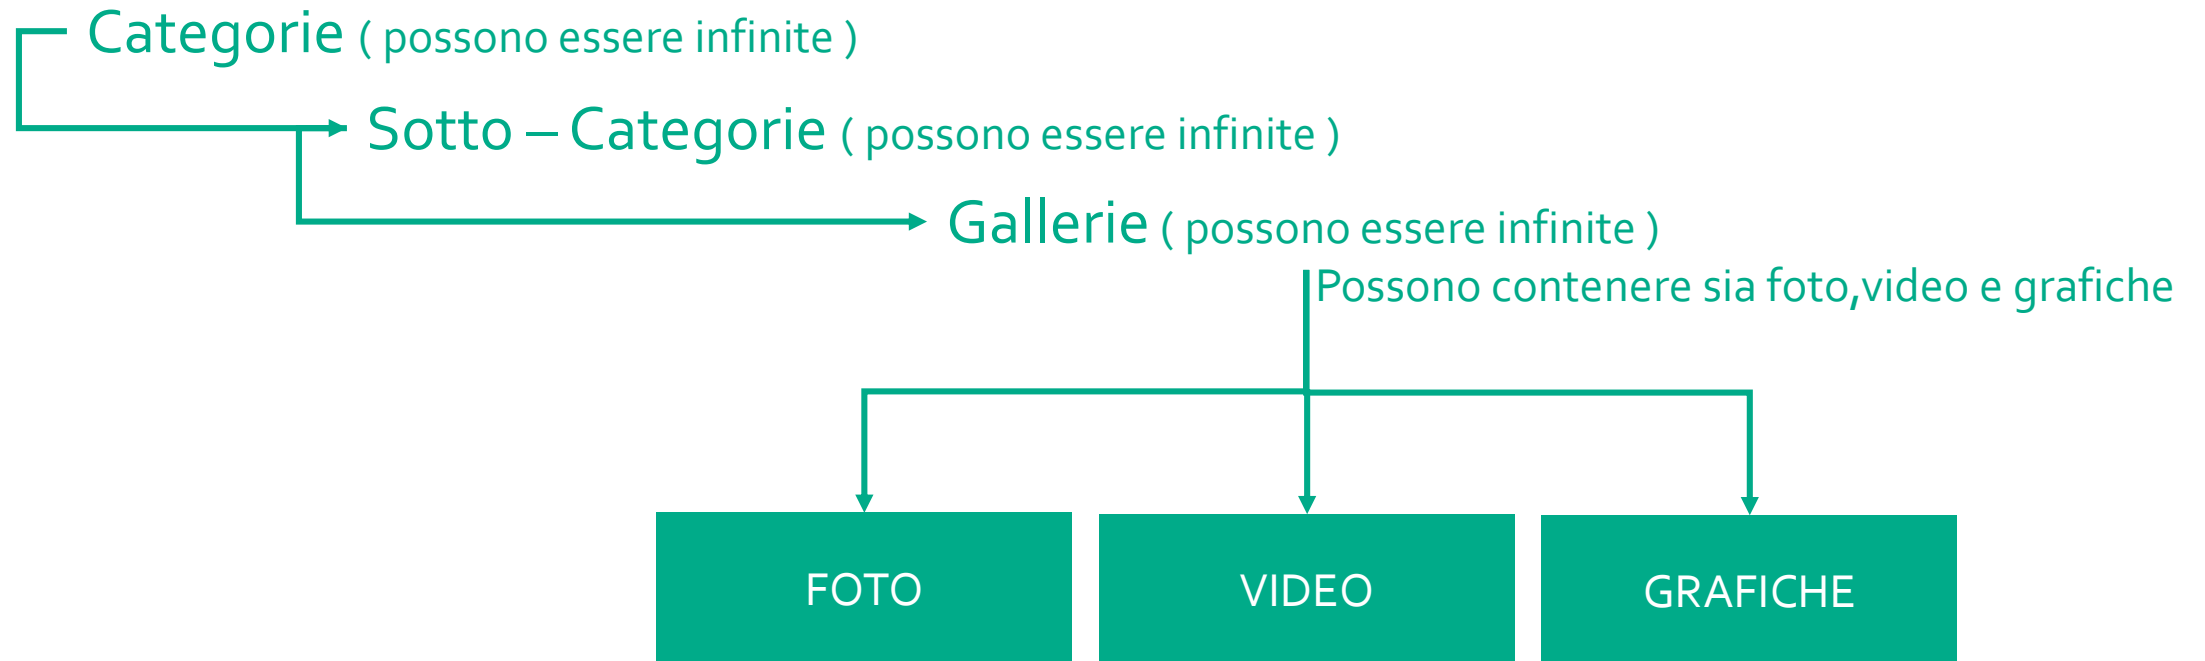 Categorie ( possono essere infinite )
Sotto – Categorie ( possono essere infinite )
Gallerie ( possono essere infinite )
Possono contenere sia foto,video e grafiche
FOTO
VIDEO
GRAFICHE